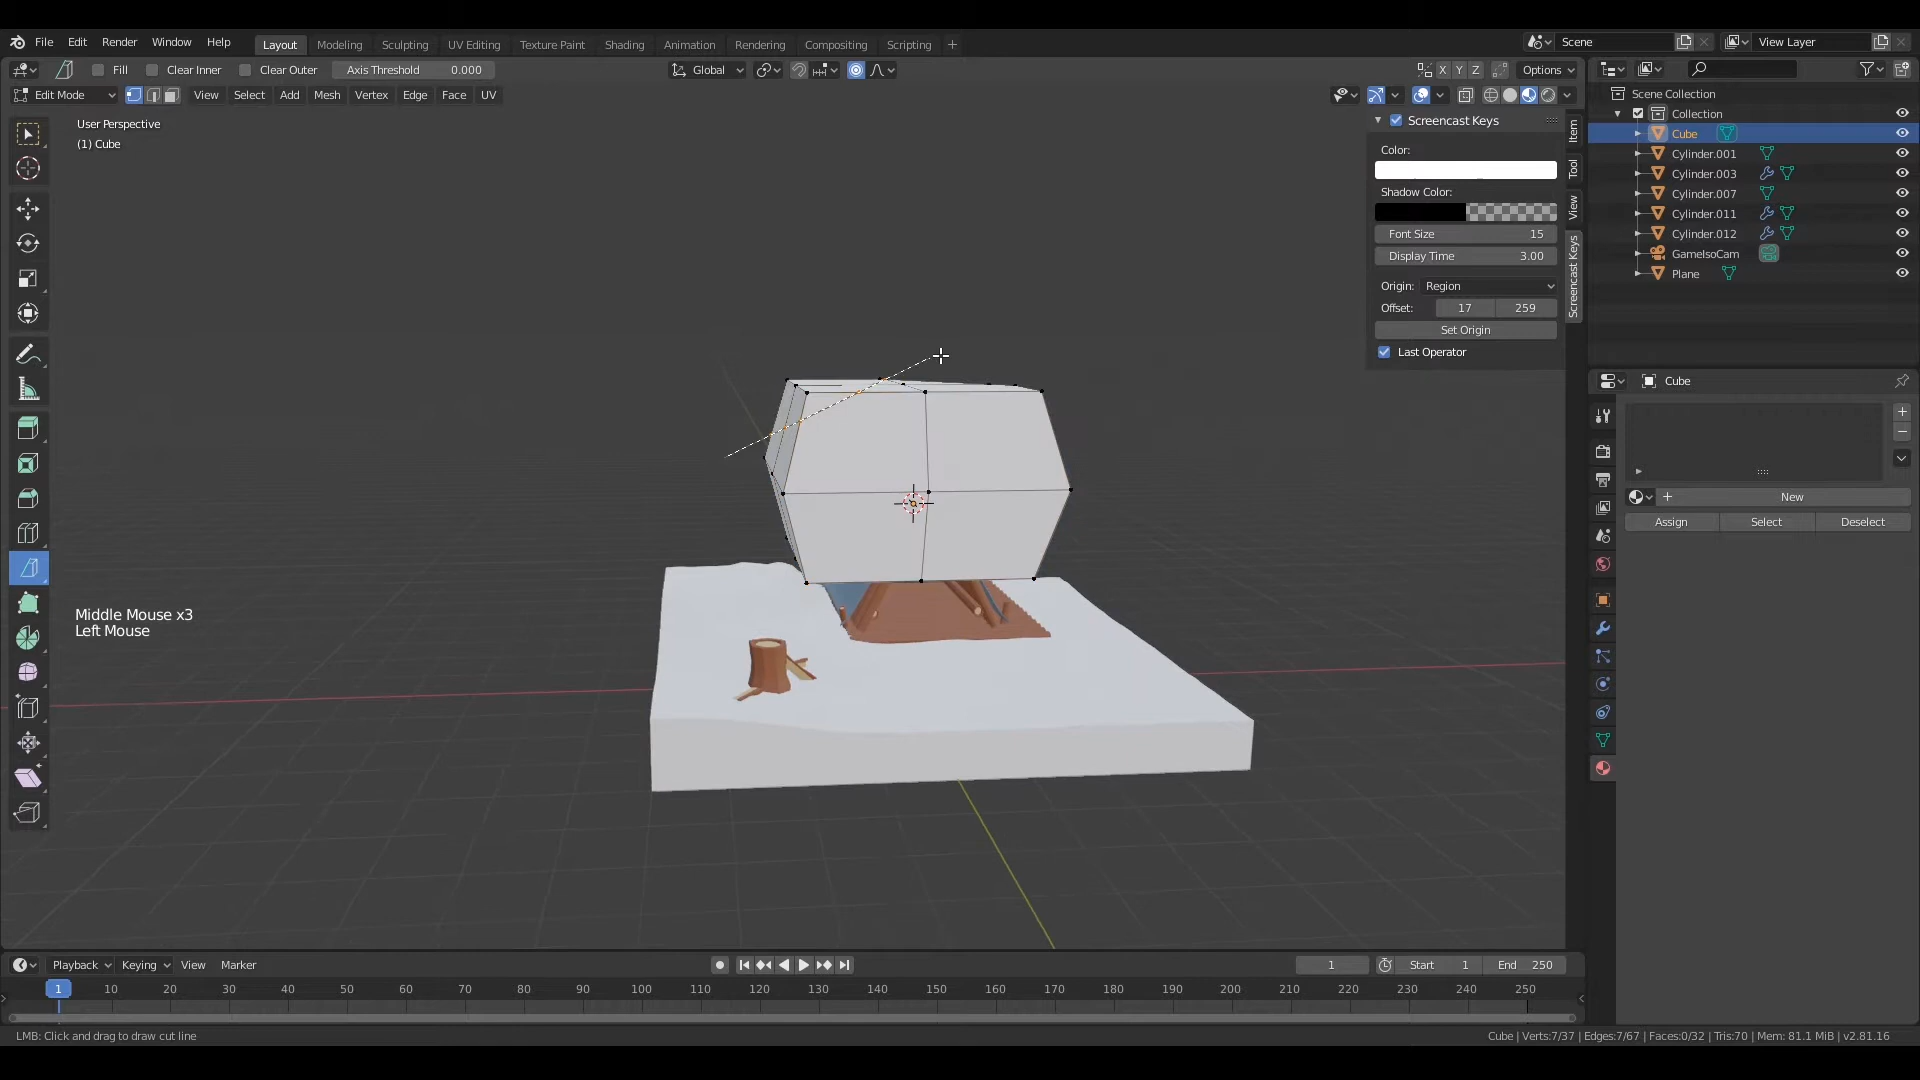 File Edit Render Window Help Layout Modeling Sculpting UV Editing Texture Paint Shading Animation Rendering Compositing Scripting + Scene View Layer
Fill Clear Inner Clear Outer Axis Threshold 0.000 Global X Y Z Options
Edit Mode View Select Add Mesh Vertex Edge Face UV
User Perspective
(1) Cube
Screencast Keys
Color:
Shadow Color:
Font Size 15
Display Time 3.00
Origin: Region
Offset: 17 259
Set Origin
Last Operator
Item
Tool
View
Screencast Keys
Scene Collection
Collection
Cube
Cylinder.001
Cylinder.003
Cylinder.007
Cylinder.011
Cylinder.012
GameIsoCam
Plane
Cube
New
Assign Select Deselect
Middle Mouse x3
Left Mouse
Playback Keying View Marker 1 Start 1 End 250
1 10 20 30 40 50 60 70 80 90 100 110 120 130 140 150 160 170 180 190 200 210 220 230 240 250
LMB: Click and drag to draw cut line
Cube | Verts:7/37 | Edges:7/67 | Faces:0/32 | Tris:70 | Mem: 81.1 MiB | v2.81.16